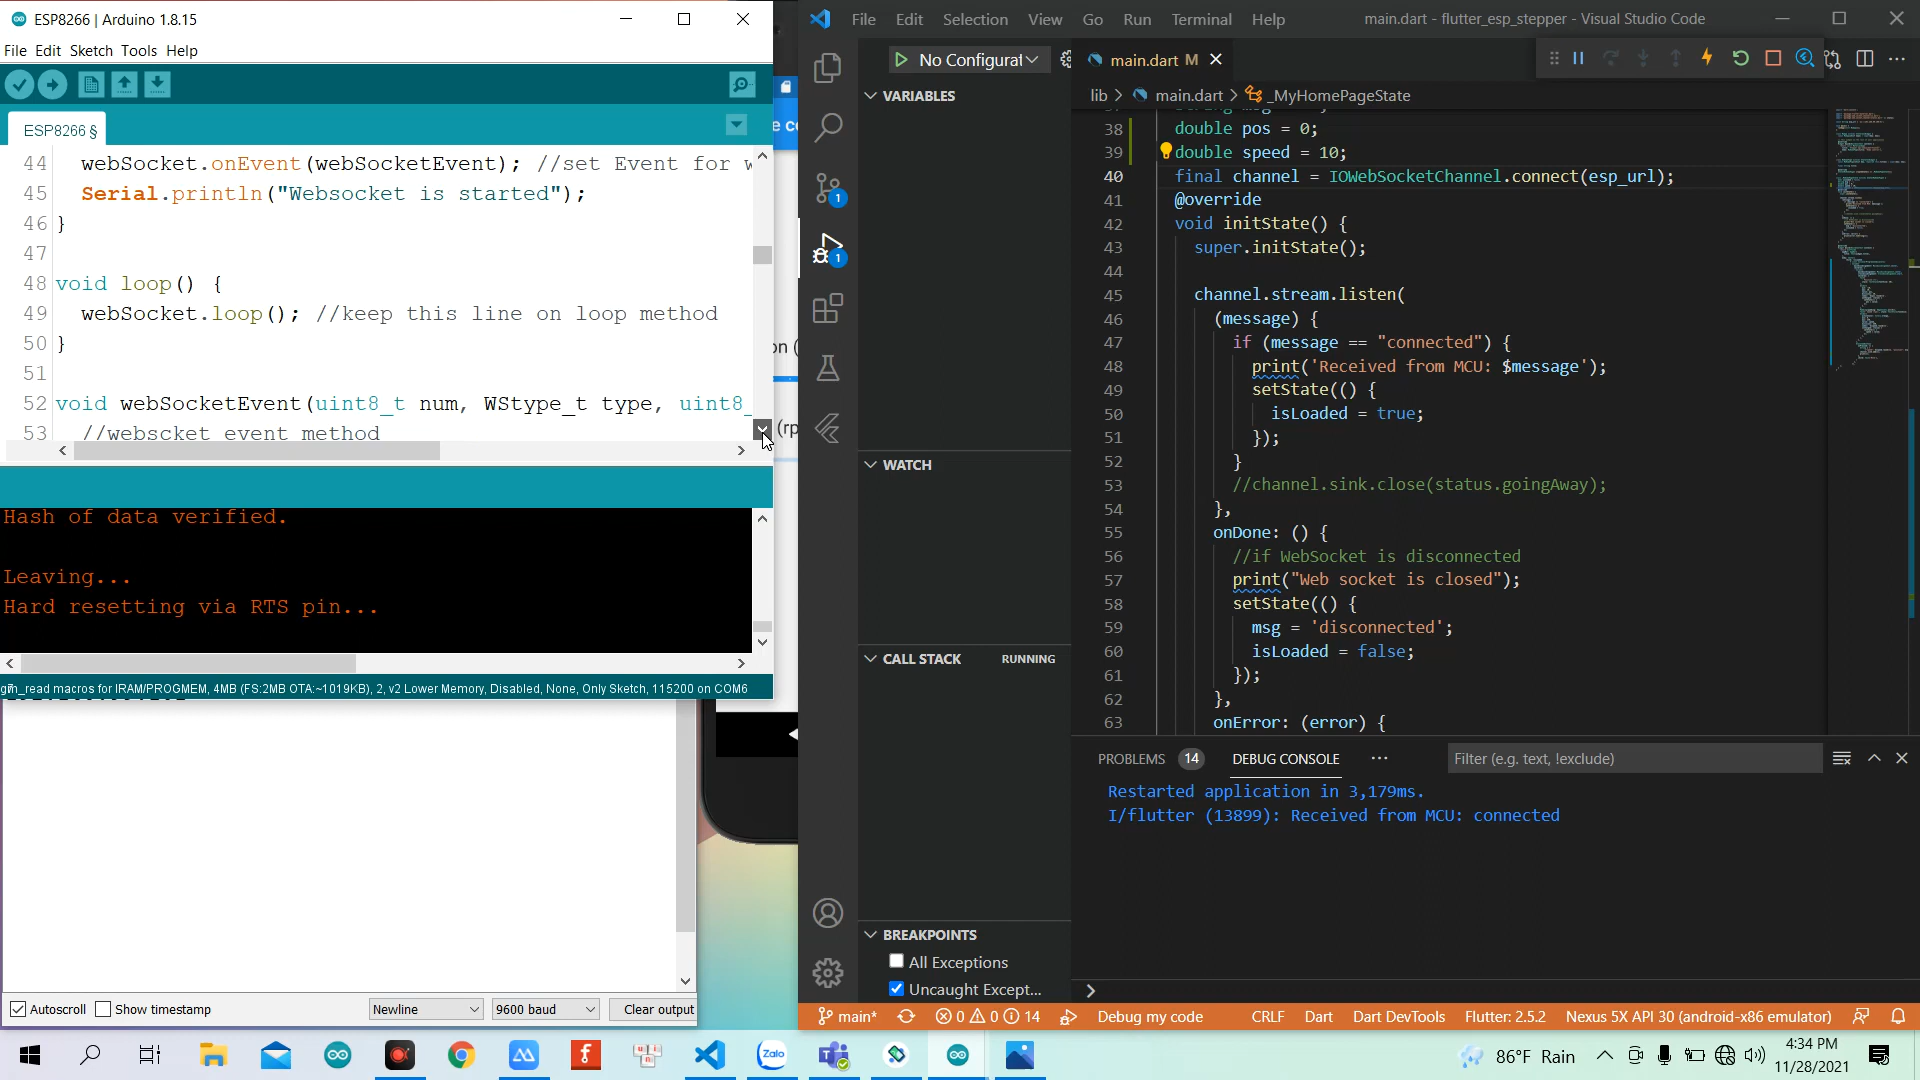 ESP8266 | Arduino 1.8.15
File Edit Sketch Tools Help
ESP8266 §
44 webSocket.onEvent(webSocketEvent); //set Event for w
45 Serial.println("Websocket is started");
46 }
47
48 void loop() {
49 webSocket.loop(); //keep this line on loop method
50 }
51
52 void webSocketEvent(uint8_t num, WStype_t type, uint8_
53 //webscket event method
Hash of data verified.
Leaving...
Hard resetting via RTS pin...
_read macros for IRAM/PROGMEM, 4MB (FS:2MB OTA:~1019KB), 2, v2 Lower Memory, Disabled, None, Only Sketch, 115200 on COM6
Autoscroll Show timestamp Newline 9600 baud Clear output
e co
on (
(rp
File Edit Selection View Go Run Terminal Help main.dart - flutter_esp_stepper - Visual Studio Code
No Configurat
main.dart M
lib > main.dart > _MyHomePageState
VARIABLES
WATCH
CALL STACK RUNNING
BREAKPOINTS
All Exceptions
Uncaught Except...
1
1
38 double pos = 0;
39 double speed = 10;
40 final channel = IOWebSocketChannel.connect(esp_url);
41 @override
42 void initState() {
43 super.initState();
44
45 channel.stream.listen(
46 (message) {
47 if (message == "connected") {
48 print('Received from MCU: $message');
49 setState(() {
50 isLoaded = true;
51 });
52 }
53 //channel.sink.close(status.goingAway);
54 },
55 onDone: () {
56 //if WebSocket is disconnected
57 print("Web socket is closed");
58 setState(() {
59 msg = 'disconnected';
60 isLoaded = false;
61 });
62 },
63 onError: (error) {
PROBLEMS 14 DEBUG CONSOLE ... Filter (e.g. text, !exclude)
Restarted application in 3,179ms.
I/flutter (13899): Received from MCU: connected
main* 0 0 14 Debug my code CRLF Dart Dart DevTools Flutter: 2.5.2 Nexus 5X API 30 (android-x86 emulator)
Zalo
86°F Rain
4:34 PM
11/28/2021